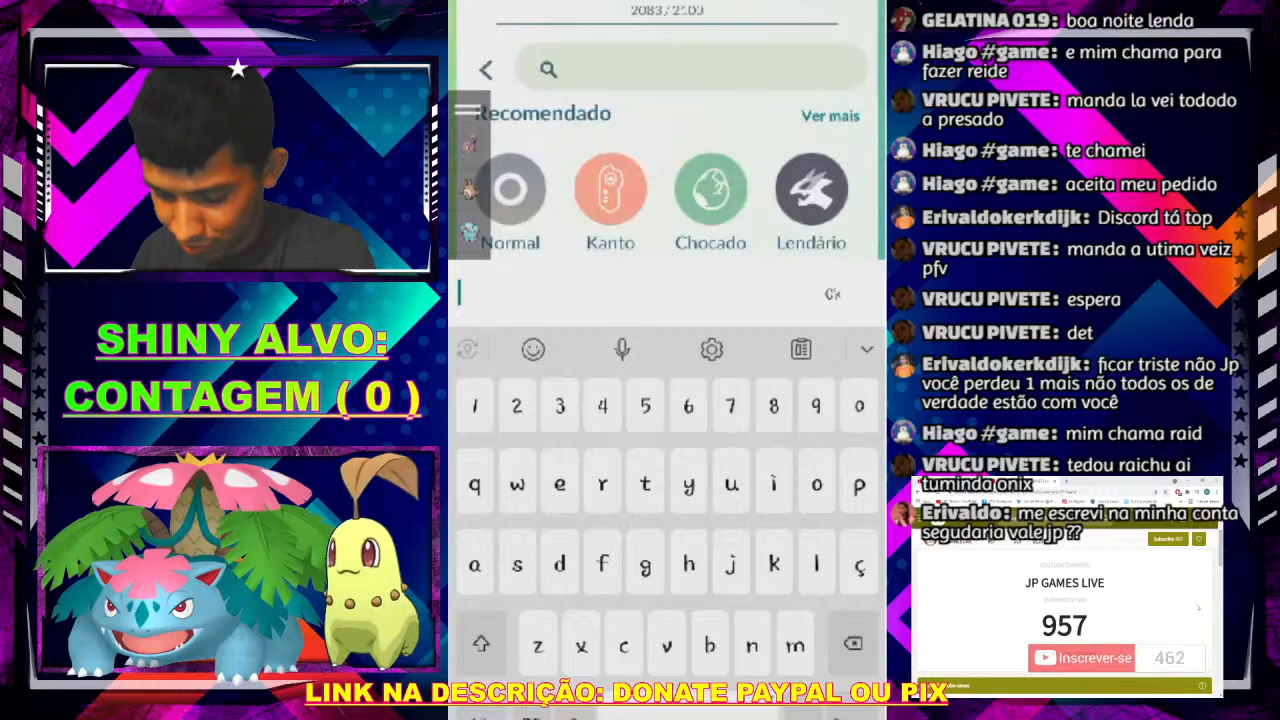 SHINY ALVO:
CONTAGEM ( 0 )
2083 / 2100
Recomendado
Ver mais
Normal
Kanto
Chocado
Lendário
1 2 3 4 5 6 7 8 9 0
q w e r t y u i o p
a s d f g h j k l ç
z x c v b n m
GELATINA 019: boa noite lenda
Hiago #game: e mim chama para
fazer reide
VRUCU PIVETE: manda la vei tododo
a presado
Hiago #game: te chamei
Hiago #game: aceita meu pedido
Erivaldokerkdijk: Discord tá top
VRUCU PIVETE: manda a utima veiz
pfv
VRUCU PIVETE: espera
VRUCU PIVETE: det
Erivaldokerkdijk: ficar triste não Jp
você perdeu 1 mais não todos os de
verdade estão com você
Hiago #game: mim chama raid
VRUCU PIVETE: tedou raichu ai
tuminda onix
Erivaldo: me escrevi na minha conta
segudaria vale jp ??
JP GAMES LIVE
957
Inscrever-se
462
LINK NA DESCRIÇÃO: DONATE PAYPAL OU PIX